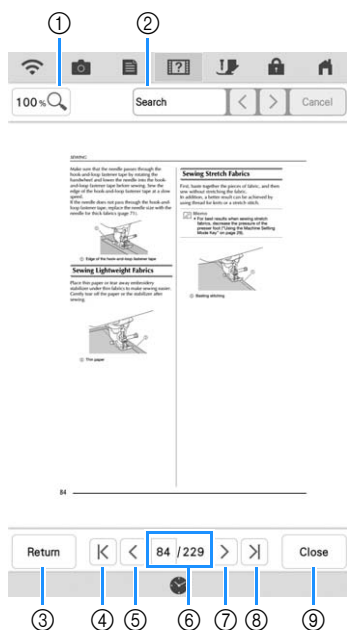 ① ②
100% Search Cancel
SEWING
Make sure that the needle passes through the
hook-and-loop fastener tape by rotating the
handwheel and lower the needle into the hook-
and-loop fastener tape before sewing. Sew the
edge of the hook-and-loop fastener tape at a slow
speed.
If the needle does not pass through the hook-and-
loop fastener tape, replace the needle size with the
needle for thick fabrics (page 71).
① Edge of the hook-and-loop fastener tape
Sewing Lightweight Fabrics
Place thin paper or tear away embroidery
stabilizer under thin fabrics to make sewing easier.
Gently tear off the paper or the stabilizer after
sewing.
① Thin paper
Sewing Stretch Fabrics
First, baste together the pieces of fabric, and then
sew without stretching the fabric.
In addition, a better result can be achieved by
using thread for knits or a stretch stitch.
Memo
• For best results when sewing stretch
fabrics, decrease the pressure of the
presser foot ("Using the Machine Setting
Mode Key" on page 29).
① Basting stitching
84
Return 84 /229 Close
③ ④ ⑤ ⑥ ⑦ ⑧ ⑨